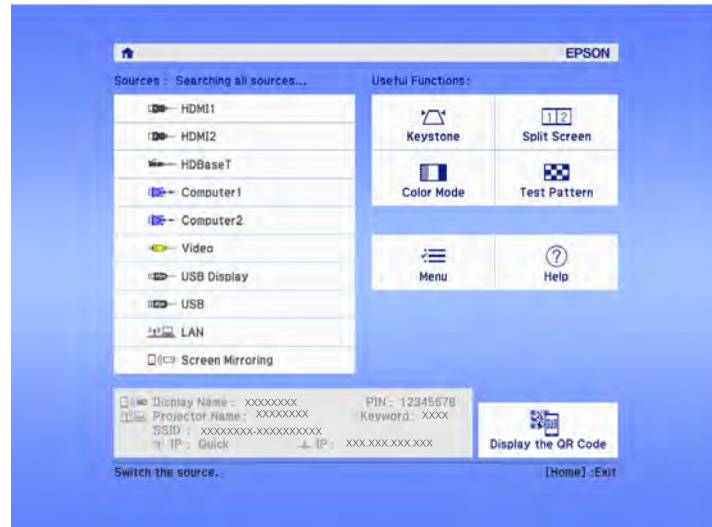 EPSON
Sources : Searching all sources...
HDMI1
HDMI2
HDBaseT
Computer1
Computer2
Video
USB Display
USB
LAN
Screen Mirroring
Useful Functions:
Keystone
1 2
Split Screen
Color Mode
Test Pattern
Menu
?
Help
Display Name : XXXXXXXX PIN : 12345678
Projector Name : XXXXXXXX Keyword : XXXX
SSID : XXXXXXXX-XXXXXXXXXX
IP : Quick IP : XXX.XXX.XXX.XXX
Display the QR Code
Switch the source. [Home] :Exit